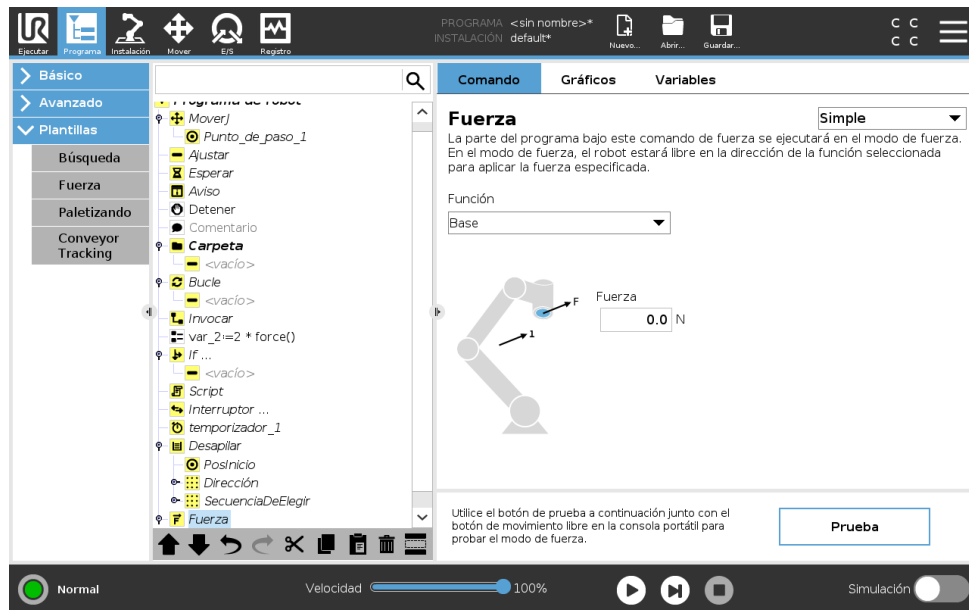 PROGRAMA <sin nombre>*
INSTALACIÓN default*
Ejecutar
Programa
Instalación
Mover
E/S
Registro
Nuevo...
Abrir...
Guardar...
C C
C C
Básico
Avanzado
Plantillas
Búsqueda
Fuerza
Paletizando
Conveyor
Tracking
Programa de robot
MoverJ
Punto_de_paso_1
Ajustar
Esperar
Aviso
Detener
Comentario
Carpeta
<vacío>
Bucle
<vacío>
Invocar
var_2:=2 * force()
If ...
<vacío>
Script
Interruptor ...
temporizador_1
Desapilar
PosInicio
Dirección
SecuenciaDeElegir
Fuerza
Comando
Gráficos
Variables
Fuerza
Simple
La parte del programa bajo este comando de fuerza se ejecutará en el modo de fuerza.
En el modo de fuerza, el robot estará libre en la dirección de la función seleccionada
para aplicar la fuerza especificada.
Función
Base
F
1
Fuerza
0.0 N
Utilice el botón de prueba a continuación junto con el
botón de movimiento libre en la consola portátil para
probar el modo de fuerza.
Prueba
Normal
Velocidad
100%
Simulación